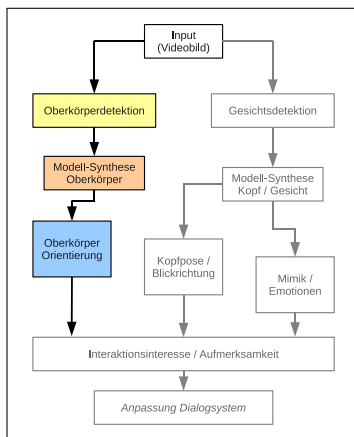 Input
(Videobild)
Oberkörperdetektion
Gesichtsdetektion
Modell-Synthese
Oberkörper
Modell-Synthese
Kopf / Gesicht
Oberkörper
Orientierung
Kopfpose /
Blickrichtung
Mimik /
Emotionen
Interaktionsinteresse / Aufmerksamkeit
Anpassung Dialogsystem